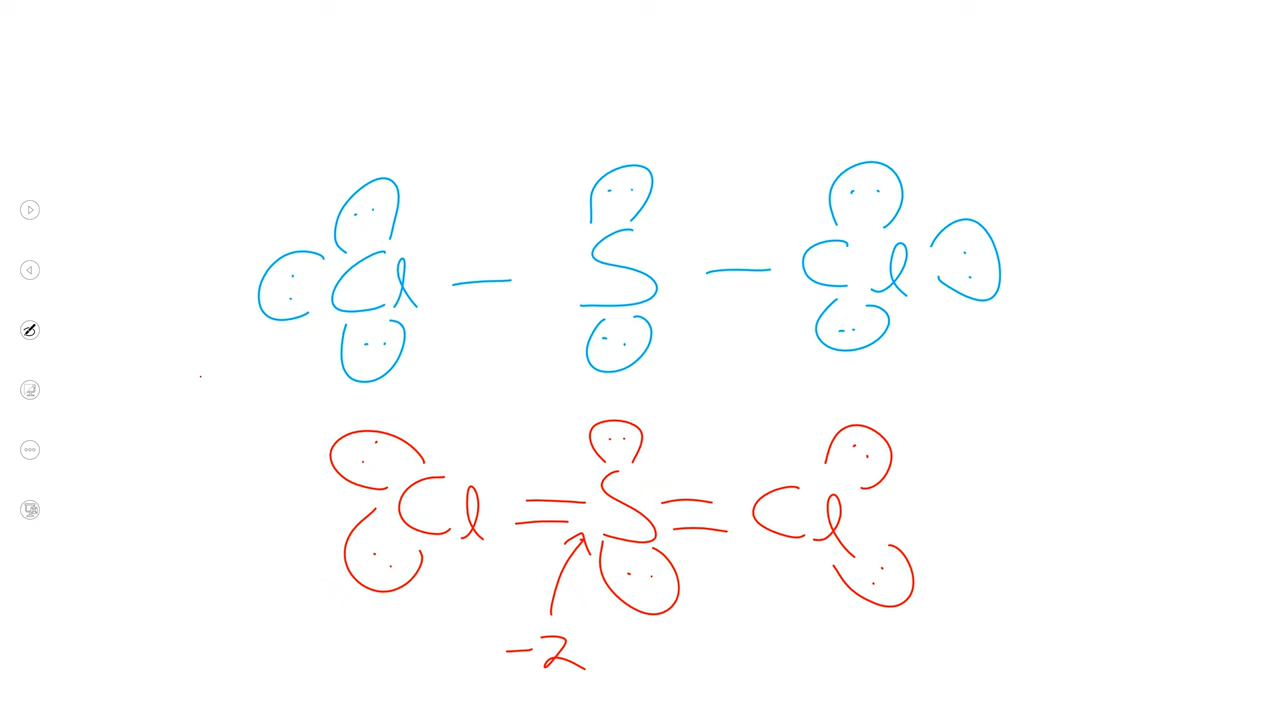 Cl — S — Cl
Cl = S = Cl
-2